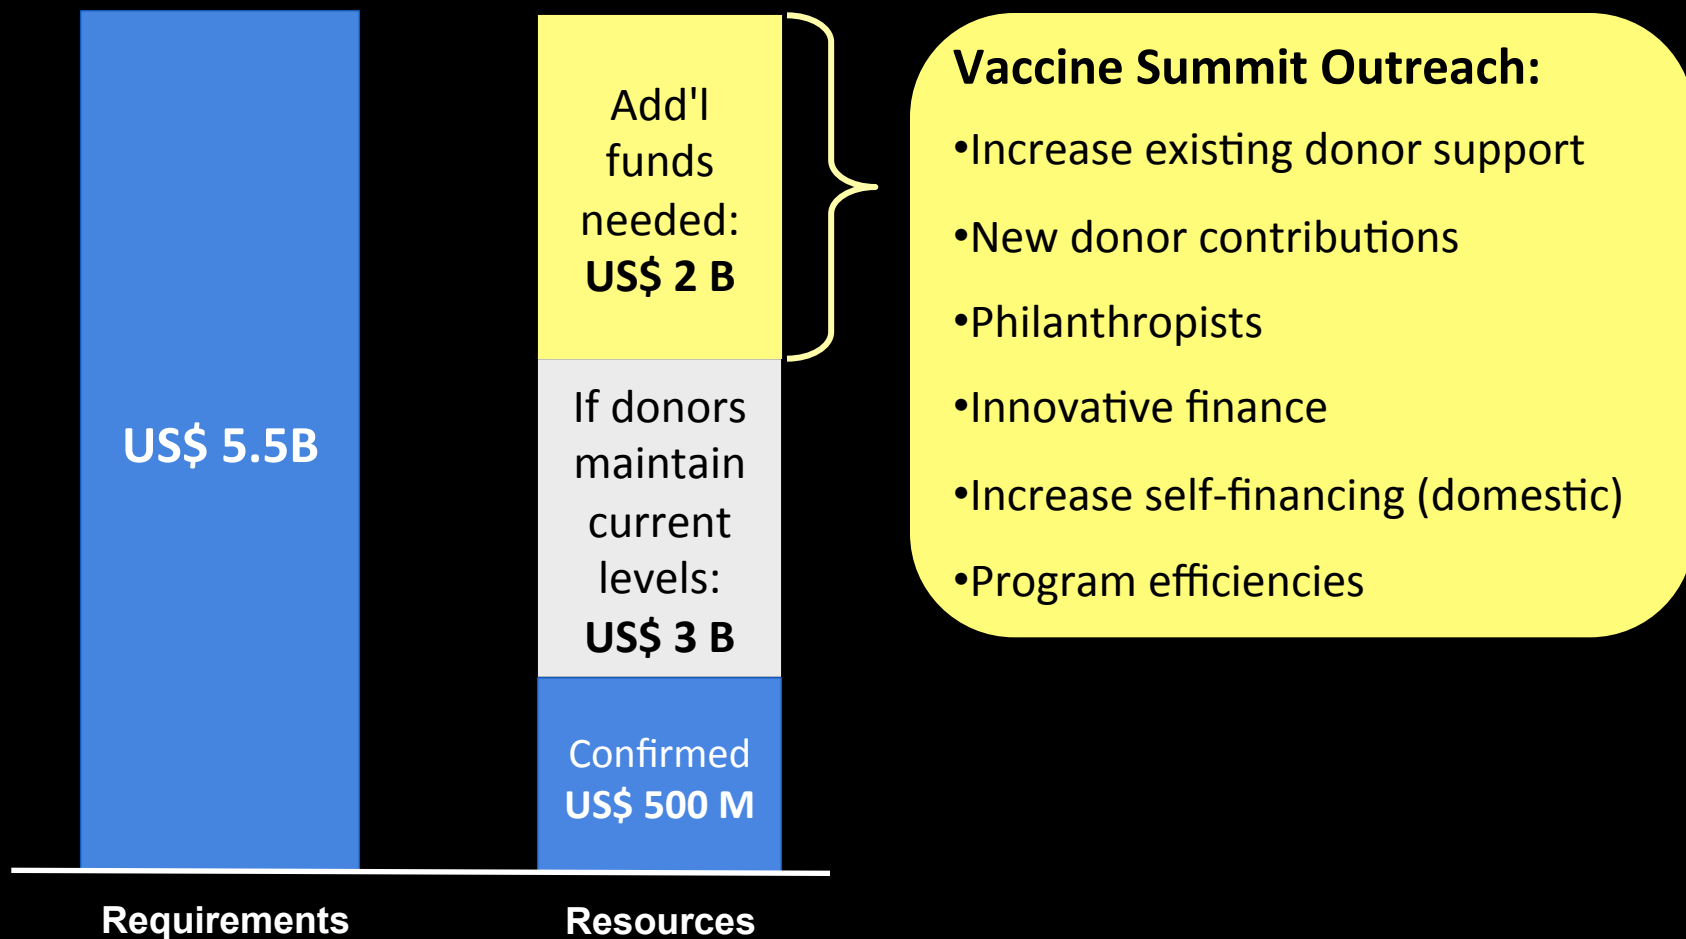 US$ 5.5B
Add'l
funds
needed:
US$ 2 B
If donors
maintain
current
levels:
US$ 3 B
Confirmed
US$ 500 M
Requirements
Resources
Vaccine Summit Outreach:
•Increase existing donor support
•New donor contributions
•Philanthropists
•Innovative finance
•Increase self-financing (domestic)
•Program efficiencies